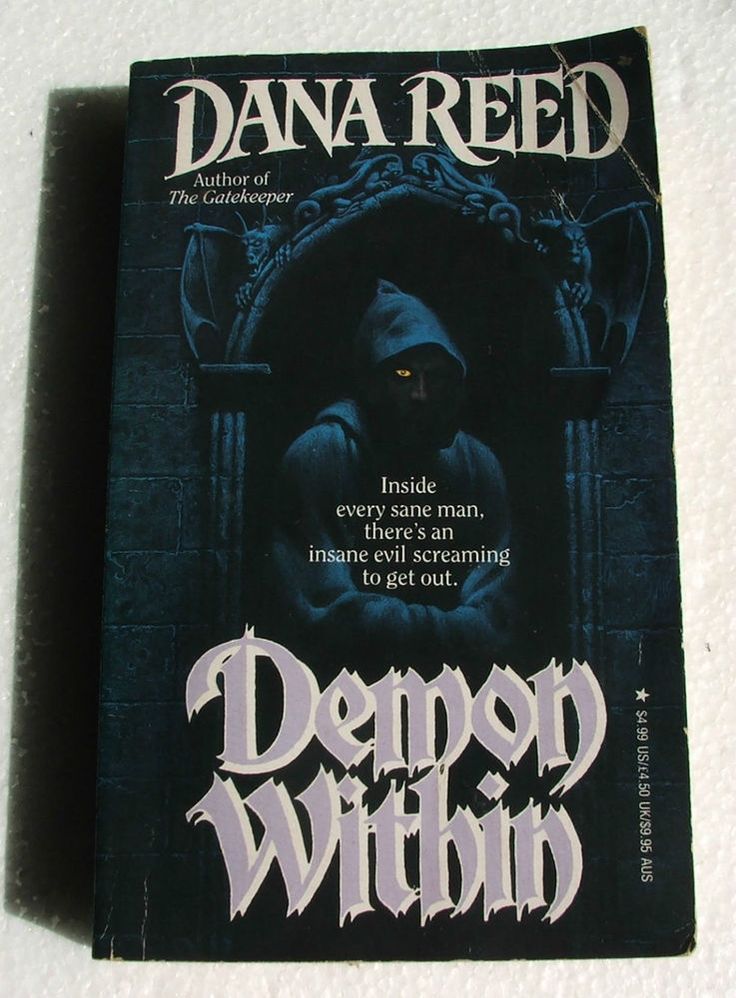 DANA REED
Author of
The Gatekeeper
Inside
every sane man,
there's an
insane evil screaming
to get out.
Demon
Within
★ $4.99 US/£4.50 UK/$9.95 AUS